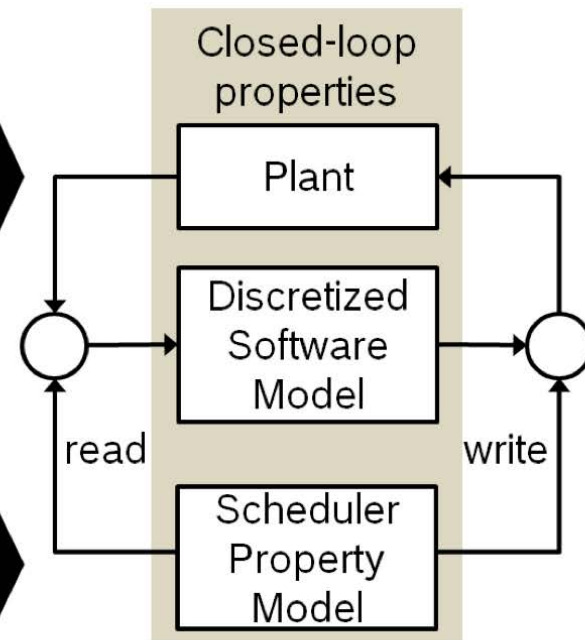 Closed-loop
properties
Plant
Discretized
Software
Model
read
write
Scheduler
Property
Model